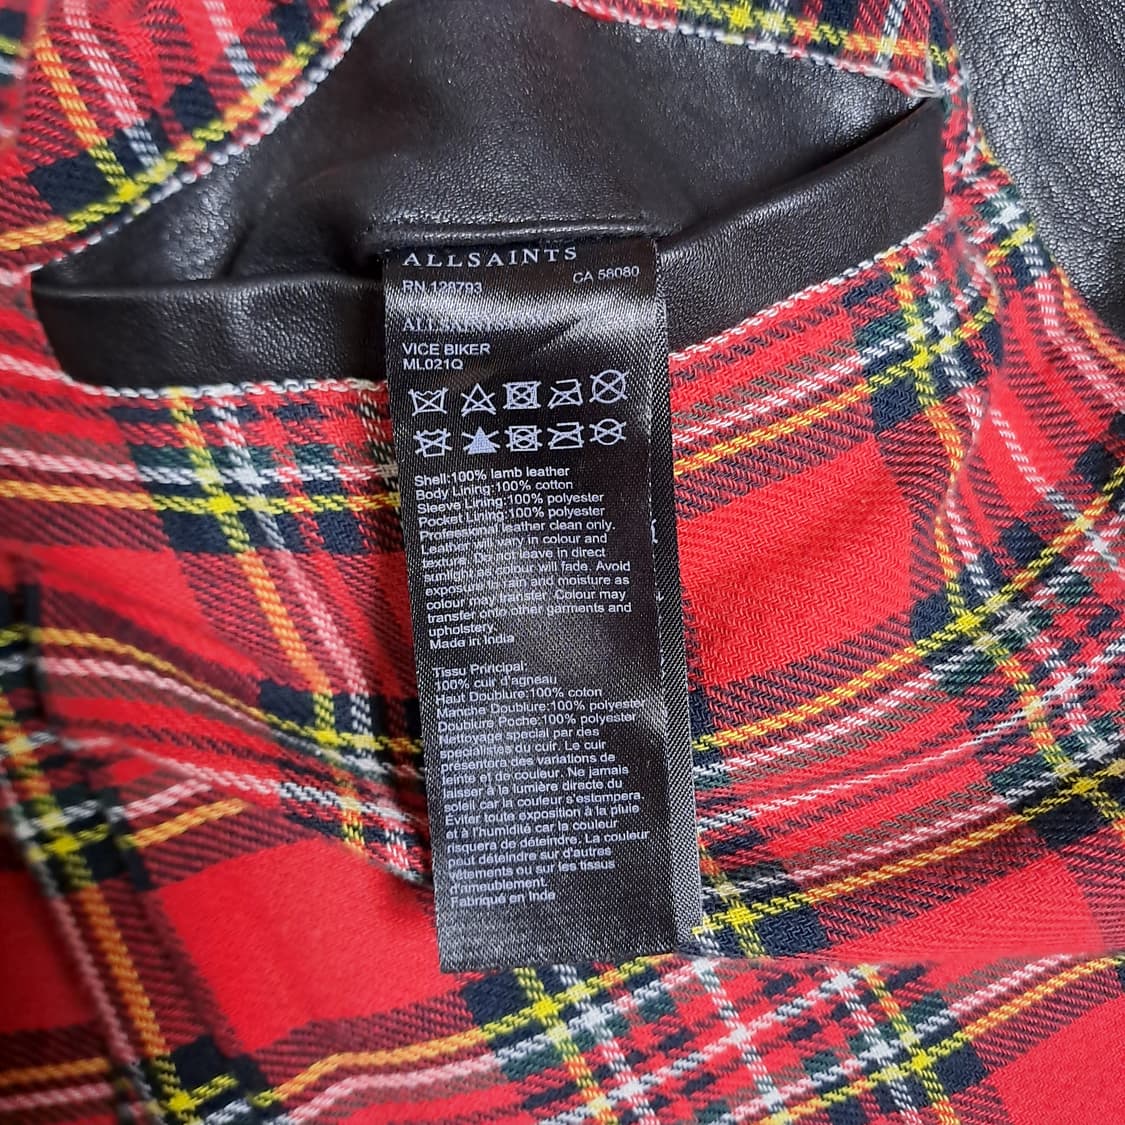 ALLSAINTS
CA 58080
RN 128793
ALLSAINTS
VICE BIKER
ML021Q
Shell:100% lamb leather
Body Lining:100% cotton
Sleeve Lining:100% polyester
Pocket Lining:100% polyester
Professional leather clean only.
Leather will vary in colour and
texture. Do not leave in direct
sunlight as colour will fade. Avoid
exposure to rain and moisture as
colour may transfer. Colour may
transfer onto other garments and
upholstery.
Made in India
Tissu Principal:
100% cuir d'agneau
Haut Doublure:100% coton
Manche Doublure:100% polyester
Doublure Poche:100% polyester
Nettoyage special par des
specialistes du cuir. Le cuir
présentera des variations de
teinte et de couleur. Ne jamais
laisser à la lumière directe du
soleil car la couleur s'estompera.
Éviter toute exposition à la pluie
et à l'humidité car la couleur
risquera de déteindre. La couleur
peut déteindre sur d'autres
vêtements ou sur les tissus
d'ameublement.
Fabriqué en Inde